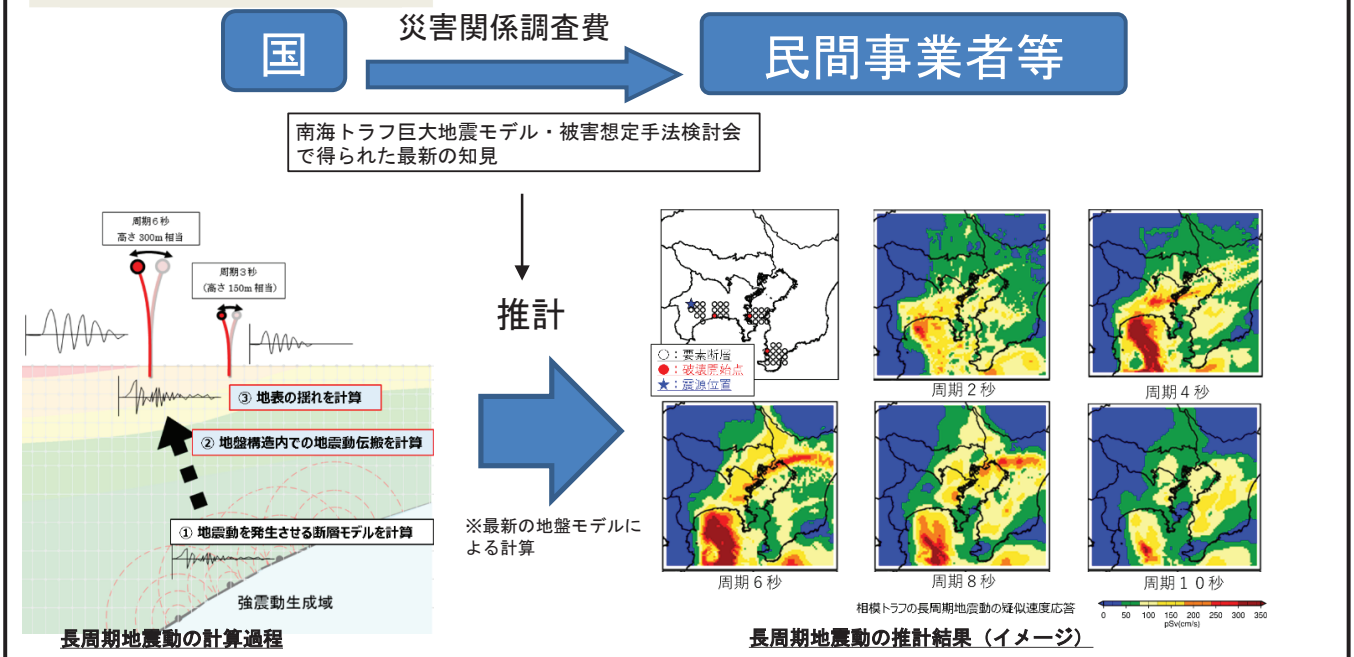 国
災害関係調査費
民間事業者等
南海トラフ巨大地震モデル・被害想定手法検討会
で得られた最新の知見
周期6秒
高さ 300m 相当
周期3秒
（高さ 150m 相当）
推計
③ 地表の揺れを計算
② 地盤構造内での地震動伝搬を計算
① 地震動を発生させる断層モデルを計算
強震動生成域
長周期地震動の計算過程
※最新の地盤モデルに
よる計算
○：要素断層
●：破壊開始点
★：震源位置
周期２秒
周期４秒
周期６秒
周期８秒
周期１０秒
相模トラフの長周期地震動の疑似速度応答
0 50 100 150 200 250 300 350
pSv(cm/s)
長周期地震動の推計結果（イメージ）